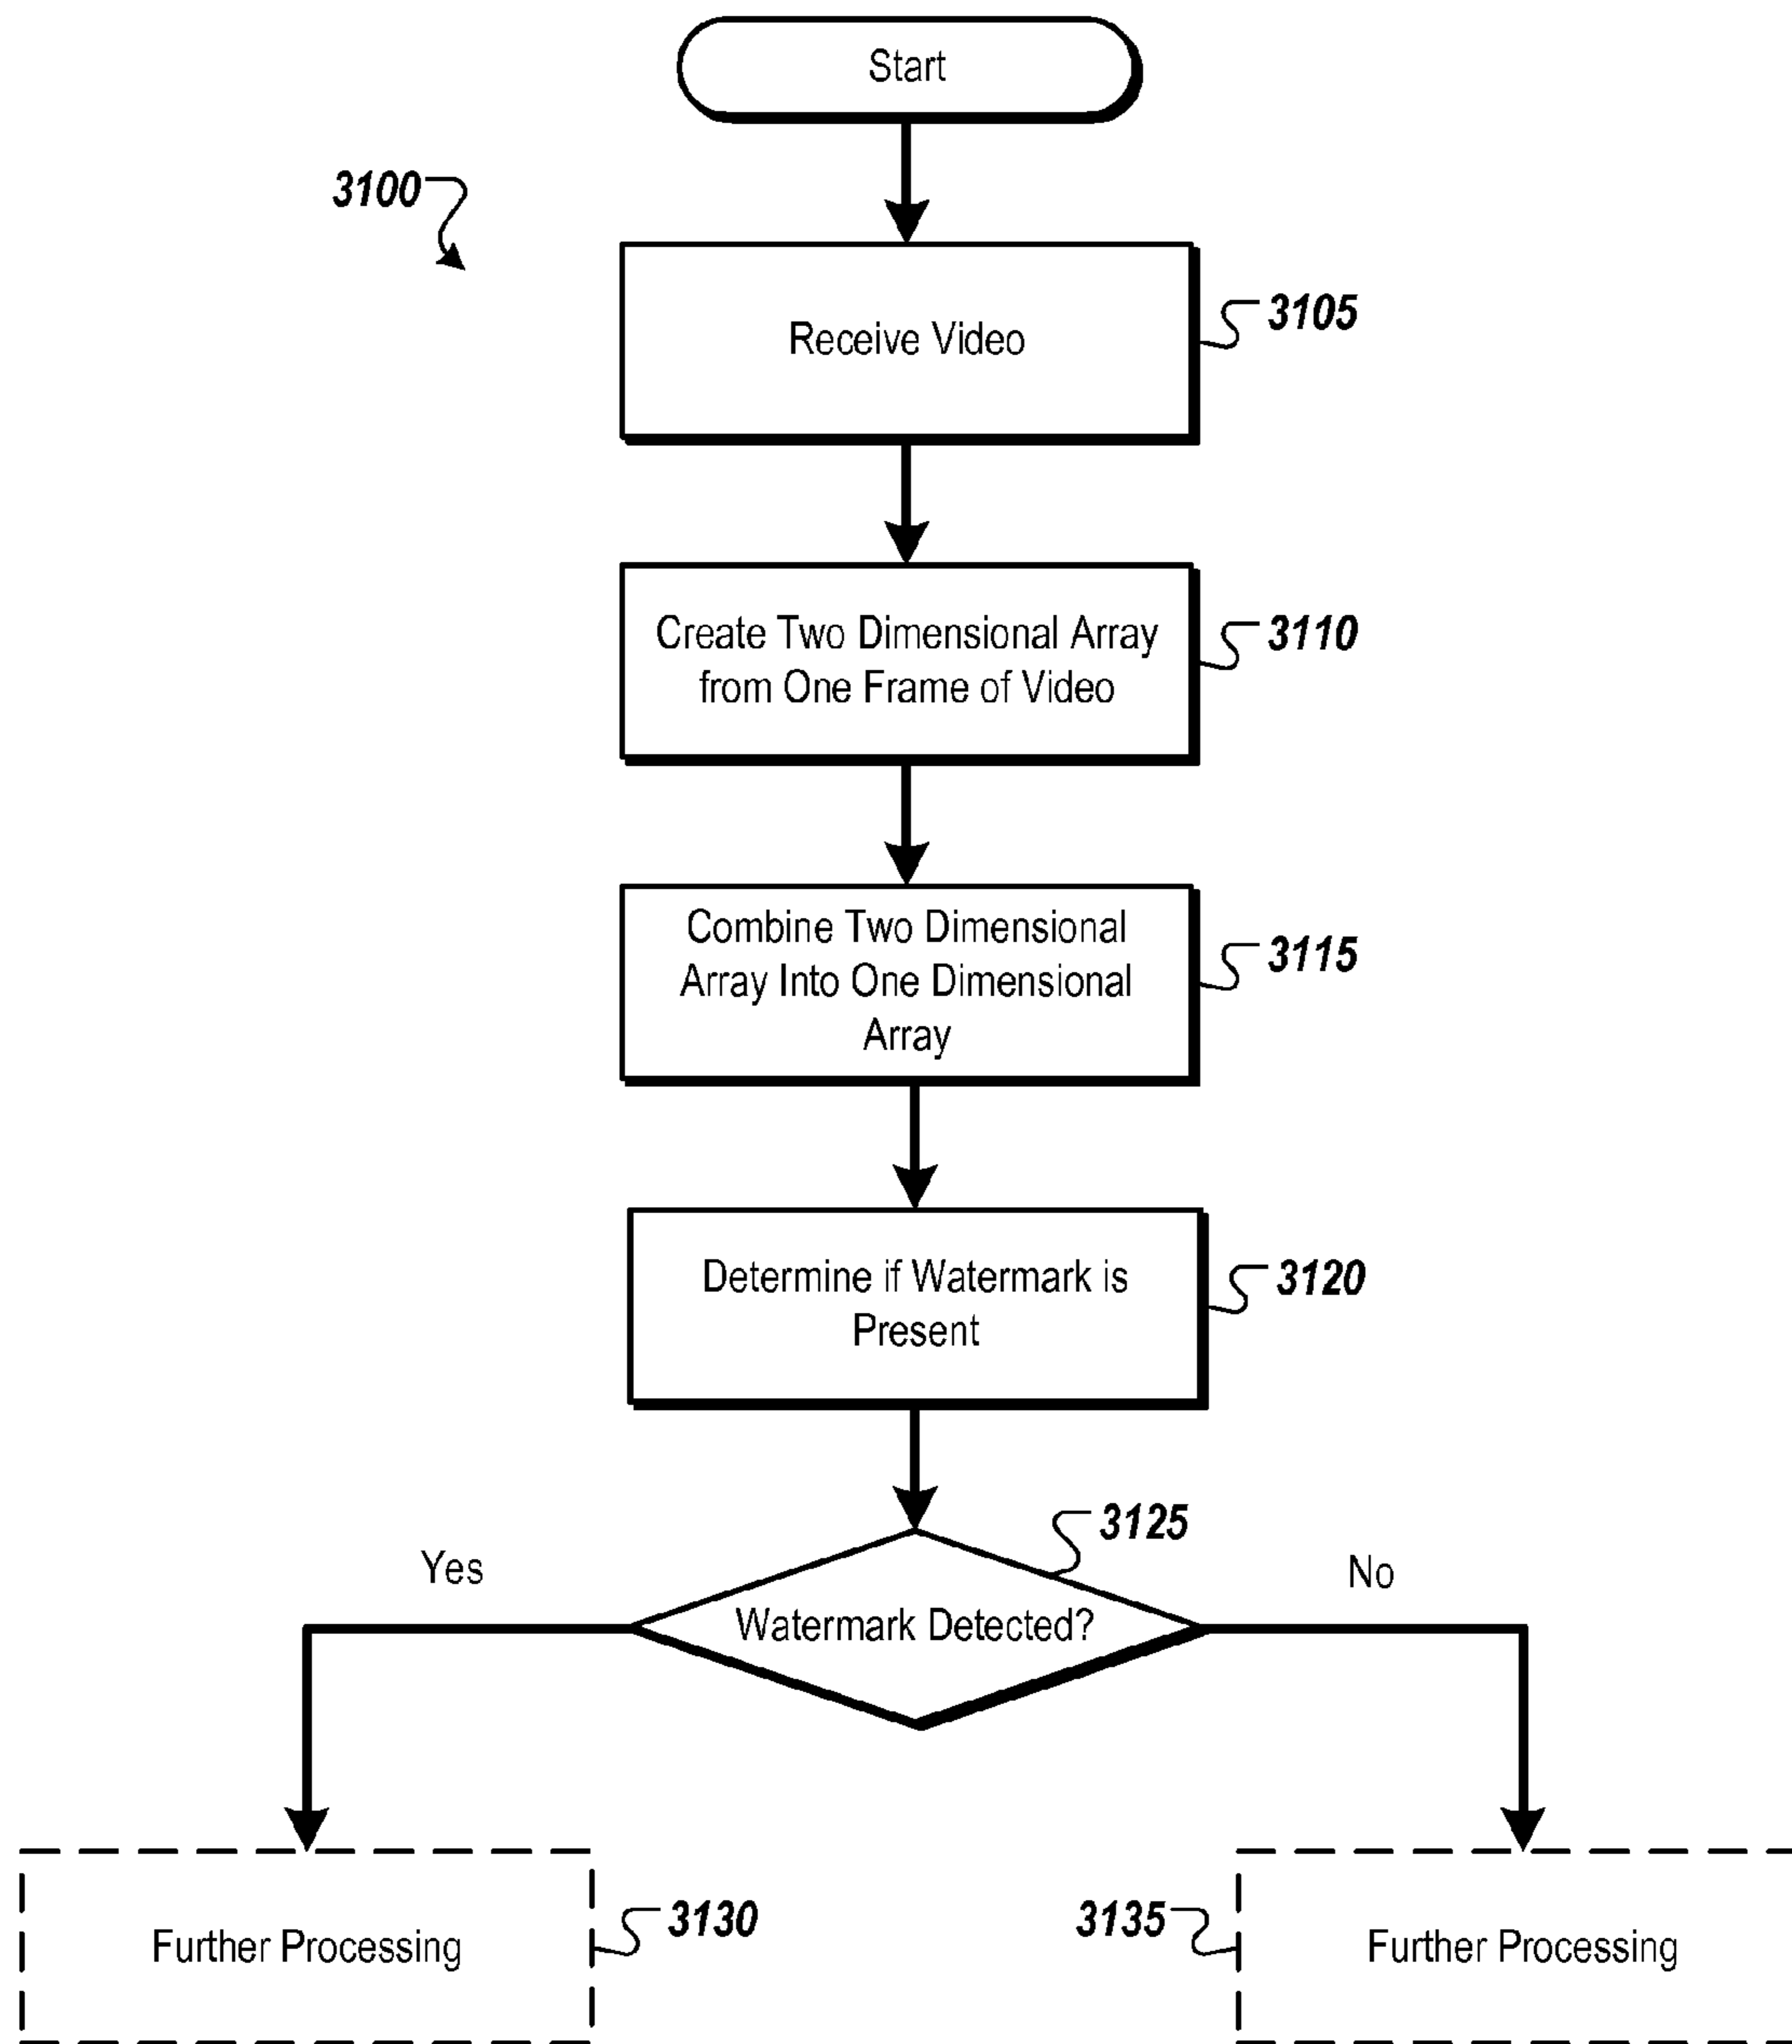 Start
3100
Receive Video
3105
Create Two Dimensional Array
from One Frame of Video
3110
Combine Two Dimensional
Array Into One Dimensional
Array
3115
Determine if Watermark is
Present
3120
3125
Yes
Watermark Detected?
No
Further Processing
3130
3135
Further Processing